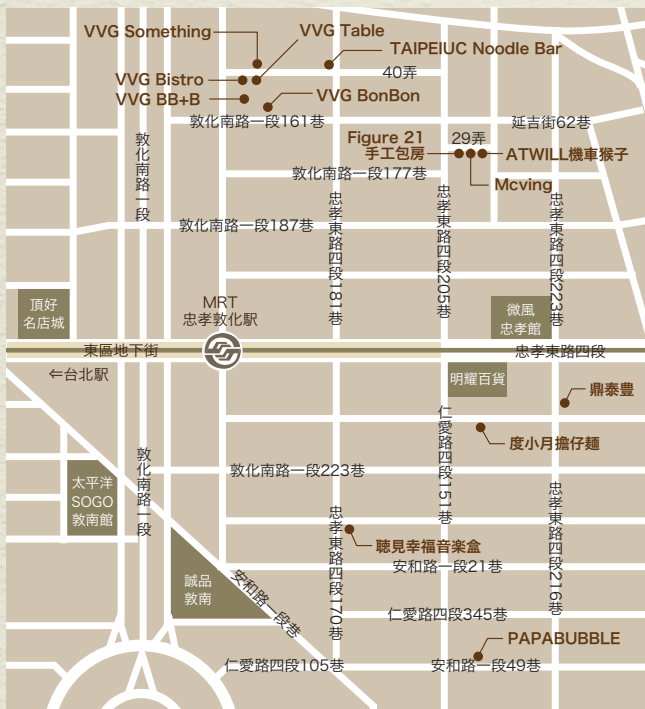 VVG Something
VVG Table
TAIPEIUC Noodle Bar
VVG Bistro
40弄
VVG BB+B
VVG BonBon
敦化南路一段161巷
延吉街62巷
敦化南路一段
Figure 21
手工包房
29弄
ATWILL機車猴子
敦化南路一段177巷
Mcving
忠孝東路四段181巷
忠孝東路四段205巷
忠孝東路四段223巷
敦化南路一段187巷
頂好
名店城
MRT
忠孝敦化駅
微風
忠孝館
東區地下街
忠孝東路四段
←台北駅
明耀百貨
鼎泰豊
仁愛路四段151巷
度小月擔仔麺
敦化南路一段
敦化南路一段223巷
太平洋
SOGO
敦南館
忠孝東路四段170巷
忠孝東路四段216巷
聴見幸福音楽盒
安和路一段21巷
誠品
敦南
安和路一段巷
仁愛路四段345巷
PAPABUBBLE
仁愛路四段105巷
安和路一段49巷